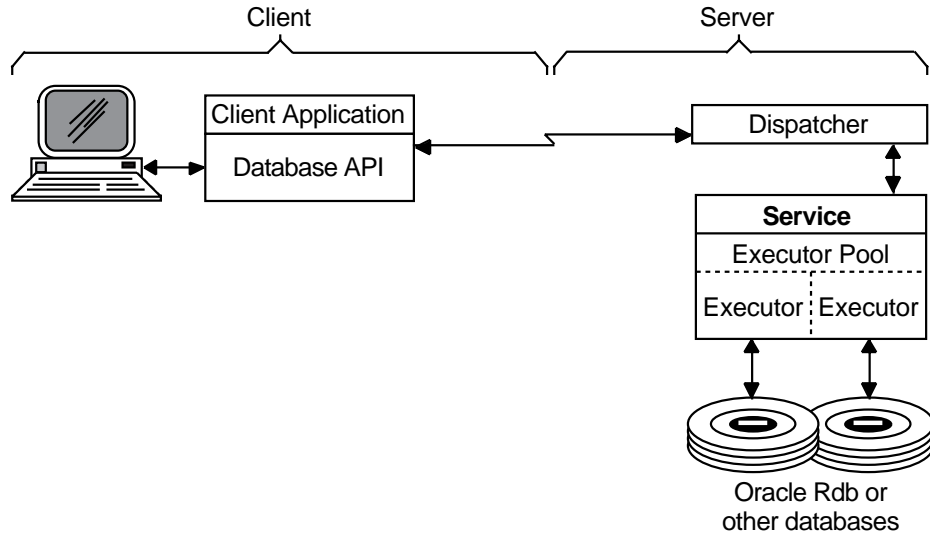 Client
Server
Client Application
Database API
Dispatcher
Service
Executor Pool
Executor
Executor
Oracle Rdb or
other databases